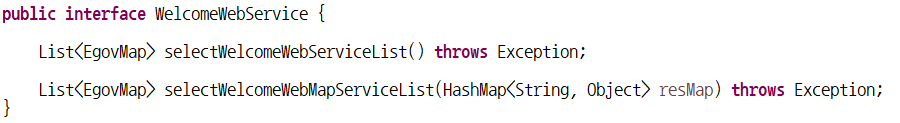 public interface WelcomeWebService {
List<EgovMap> selectWelcomeWebServiceList() throws Exception;
List<EgovMap> selectWelcomeWebMapServiceList(HashMap<String, Object> resMap) throws Exception;
}